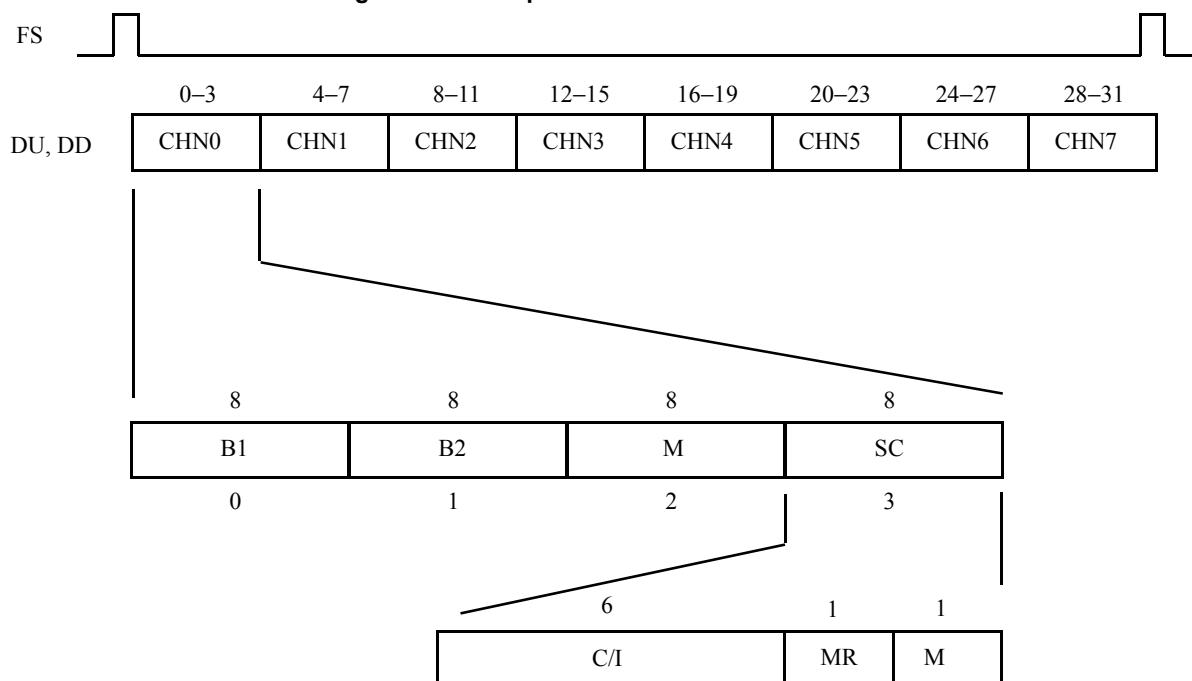 FS
0–3 4–7 8–11 12–15 16–19 20–23 24–27 28–31
DU, DD CHN0 CHN1 CHN2 CHN3 CHN4 CHN5 CHN6 CHN7
8 8 8 8
B1 B2 M SC
0 1 2 3
6 1 1
C/I MR M